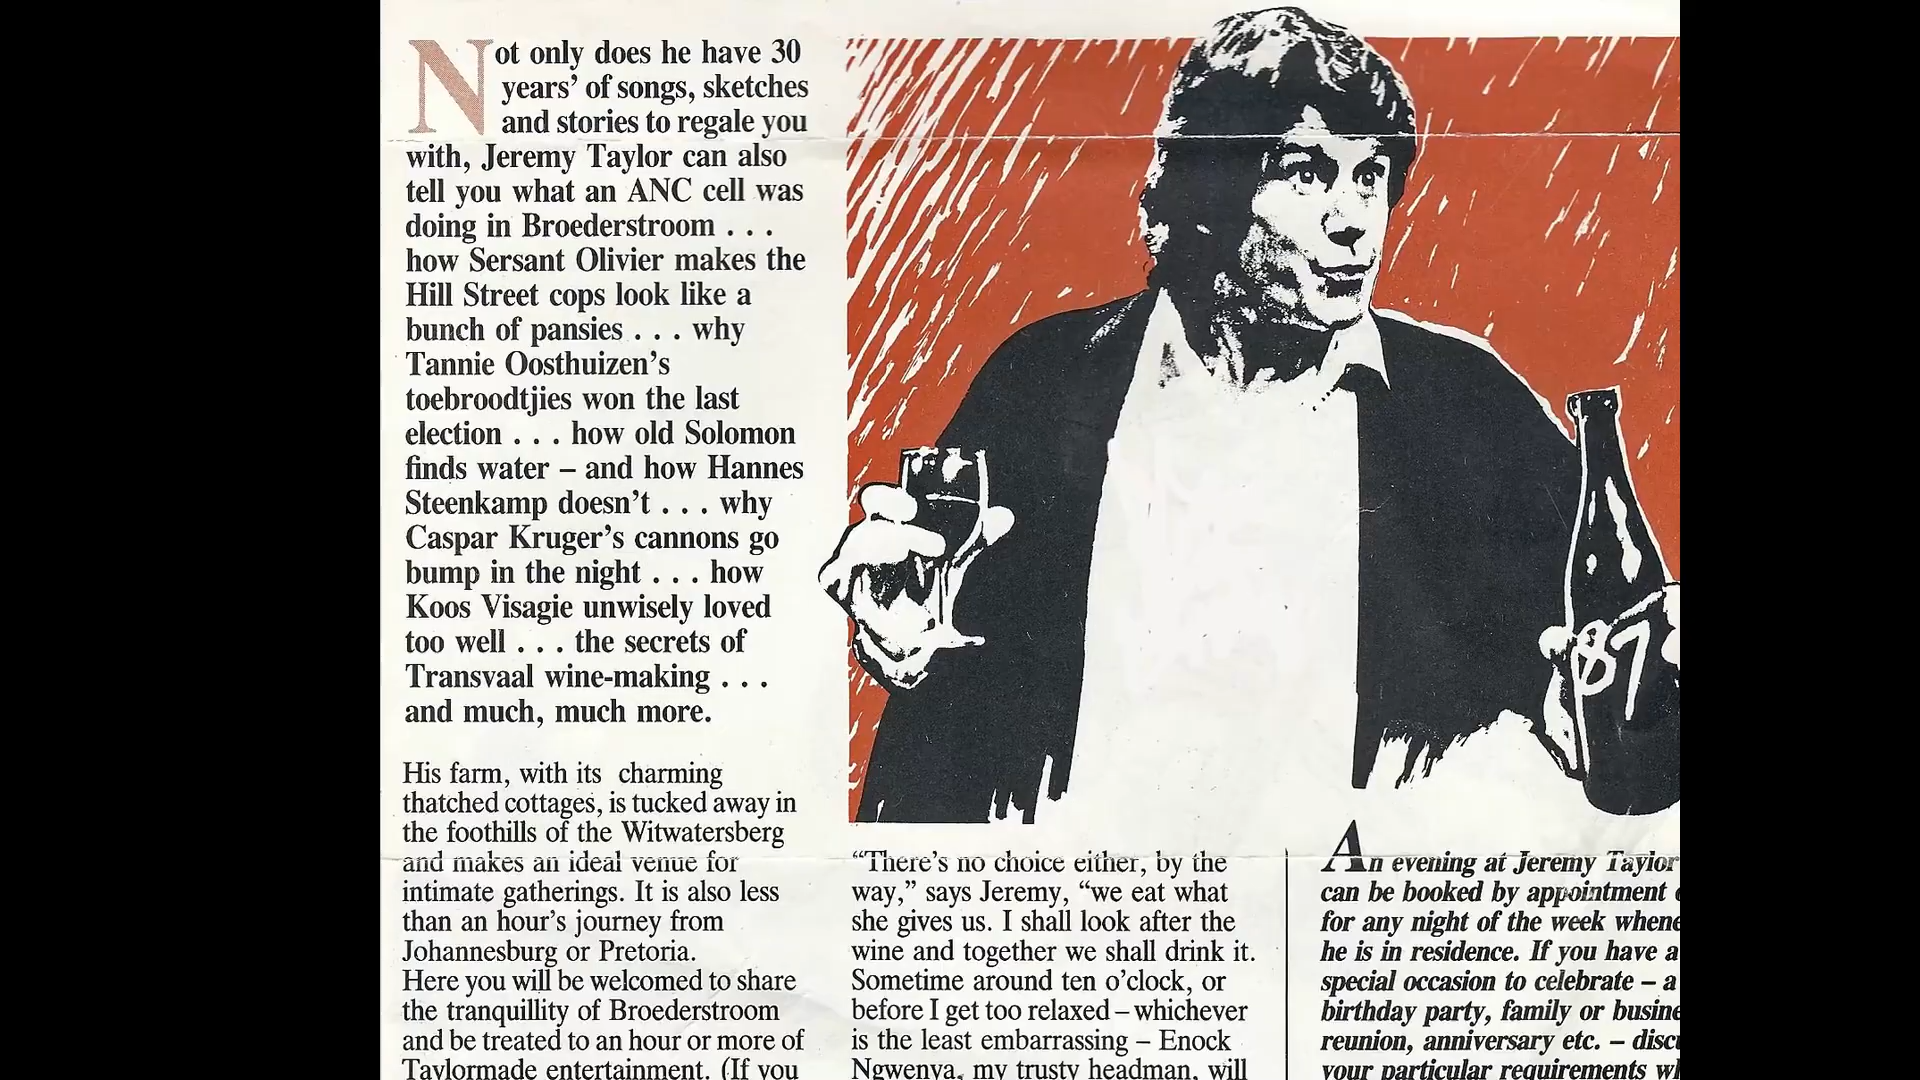 Not only does he have 30
years’ of songs, sketches
and stories to regale you
with, Jeremy Taylor can also
tell you what an ANC cell was
doing in Broederstroom . . .
how Sersant Olivier makes the
Hill Street cops look like a
bunch of pansies . . . why
Tannie Oosthuizen’s
toebroodtjies won the last
election . . . how old Solomon
finds water – and how Hannes
Steenkamp doesn’t . . . why
Caspar Kruger’s cannons go
bump in the night . . . how
Koos Visagie unwisely loved
too well . . . the secrets of
Transvaal wine-making . . .
and much, much more.
His farm, with its charming
thatched cottages, is tucked away in
the foothills of the Witwatersberg
and makes an ideal venue for
intimate gatherings. It is also less
than an hour’s journey from
Johannesburg or Pretoria.
Here you will be welcomed to share
the tranquillity of Broederstroom
and be treated to an hour or more of
Taylormade entertainment. (If you
87
“There’s no choice either, by the
way,” says Jeremy, “we eat what
she gives us. I shall look after the
wine and together we shall drink it.
Sometime around ten o’clock, or
before I get too relaxed – whichever
is the least embarrassing – Enock
Ngwenya, my trusty headman, will
An evening at Jeremy Taylor
can be booked by appointment
for any night of the week
he is in residence. If you have a
special occasion to celebrate – a
birthday party, family or
reunion, anniversary etc. –
your particular requirements